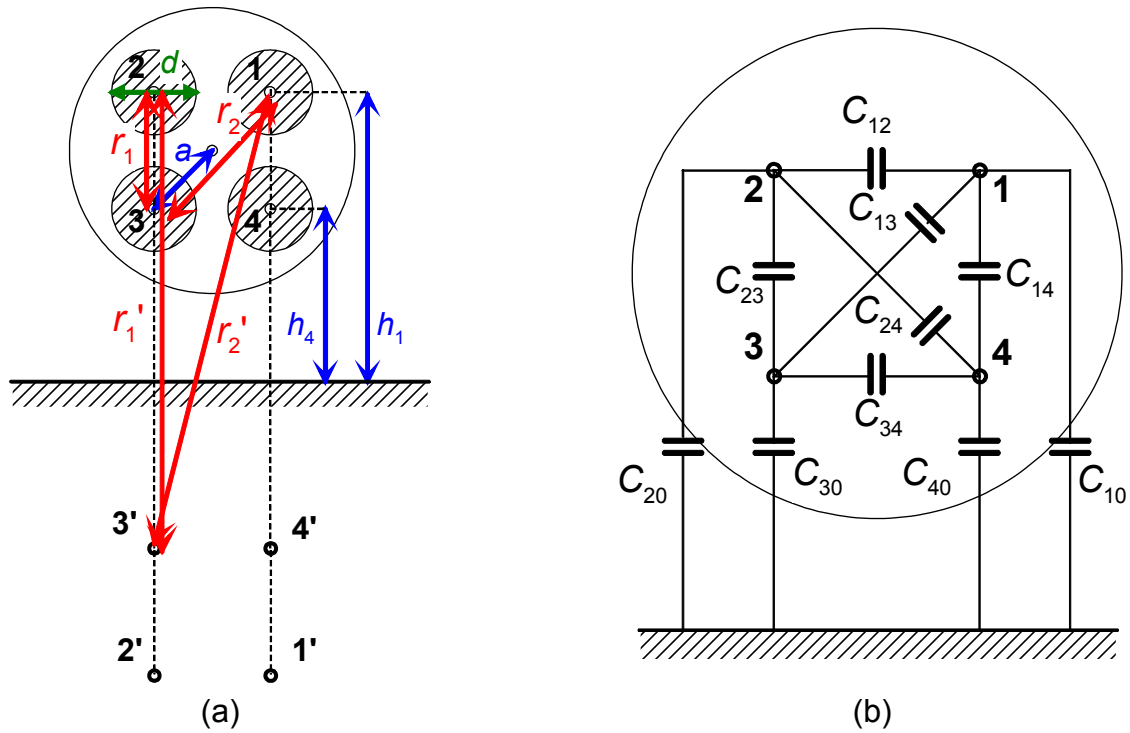 2 d 1
r₁ r₂
a
3 4
r₁' r₂' h₄ h₁
3' 4'
2' 1'
(a)
C₁₂
2 1
C₁₃
C₂₃ C₁₄
C₂₄
3 4
C₃₄
C₂₀ C₃₀ C₄₀ C₁₀
(b)